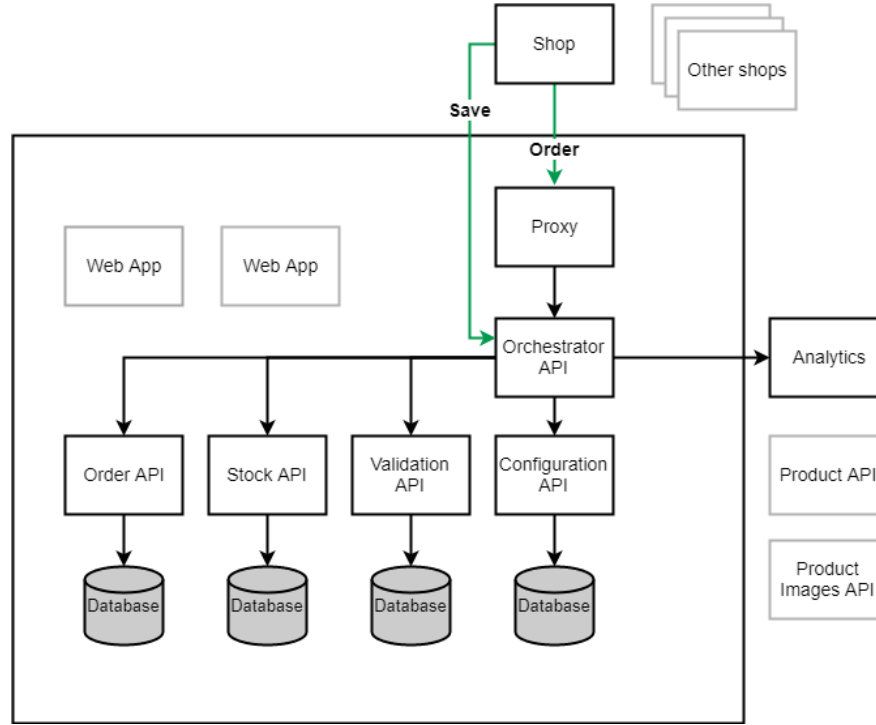 Shop
Other shops
Save
Order
Proxy
Web App
Web App
Orchestrator
API
Analytics
Order API
Stock API
Validation
API
Configuration
API
Product API
Database
Database
Database
Database
Product
Images API